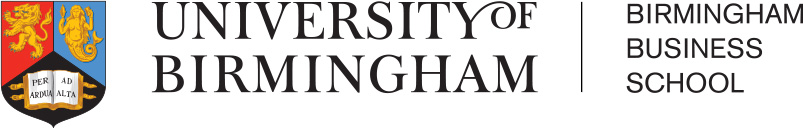 PER AD
ARDUA ALTA
UNIVERSITY OF
BIRMINGHAM
BIRMINGHAM
BUSINESS
SCHOOL